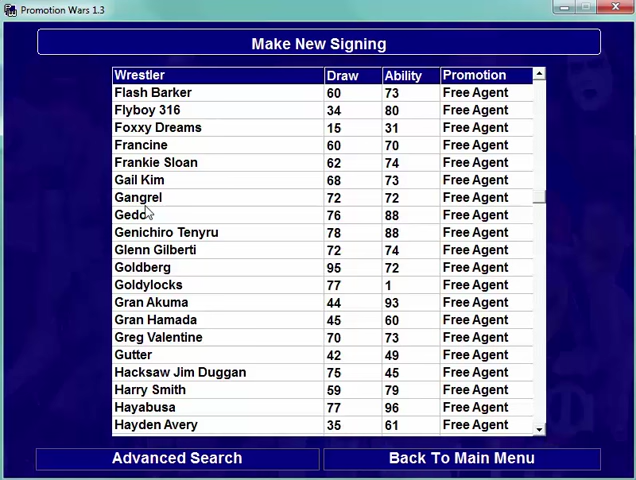 Promotion Wars 1.3
Make New Signing
Wrestler Draw Ability Promotion
Flash Barker 60 73 Free Agent
Flyboy 316 34 80 Free Agent
Foxxy Dreams 15 31 Free Agent
Francine 60 70 Free Agent
Frankie Sloan 62 74 Free Agent
Gail Kim 68 73 Free Agent
Gangrel 72 72 Free Agent
Gedo 76 88 Free Agent
Genichiro Tenyru 78 88 Free Agent
Glenn Gilberti 72 74 Free Agent
Goldberg 95 72 Free Agent
Goldylocks 77 1 Free Agent
Gran Akuma 44 93 Free Agent
Gran Hamada 45 60 Free Agent
Greg Valentine 70 73 Free Agent
Gutter 42 49 Free Agent
Hacksaw Jim Duggan 75 45 Free Agent
Harry Smith 59 79 Free Agent
Hayabusa 77 96 Free Agent
Hayden Avery 35 61 Free Agent
Advanced Search Back To Main Menu